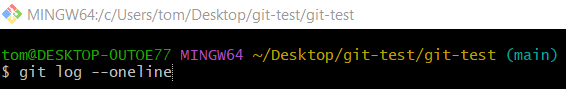 MINGW64:/c/Users/tom/Desktop/git-test/git-test
tom@DESKTOP-OUTOE77 MINGW64 ~/Desktop/git-test/git-test (main)
$ git log --oneline